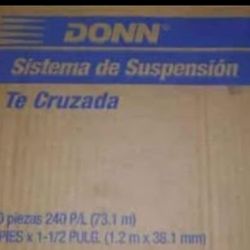 DONN®
Sistema de Suspensión
Te Cruzada
piezas 240 P/L (73.1 m)
PIES x 1-1/2 PULG. (1.2 m x 38.1 mm)